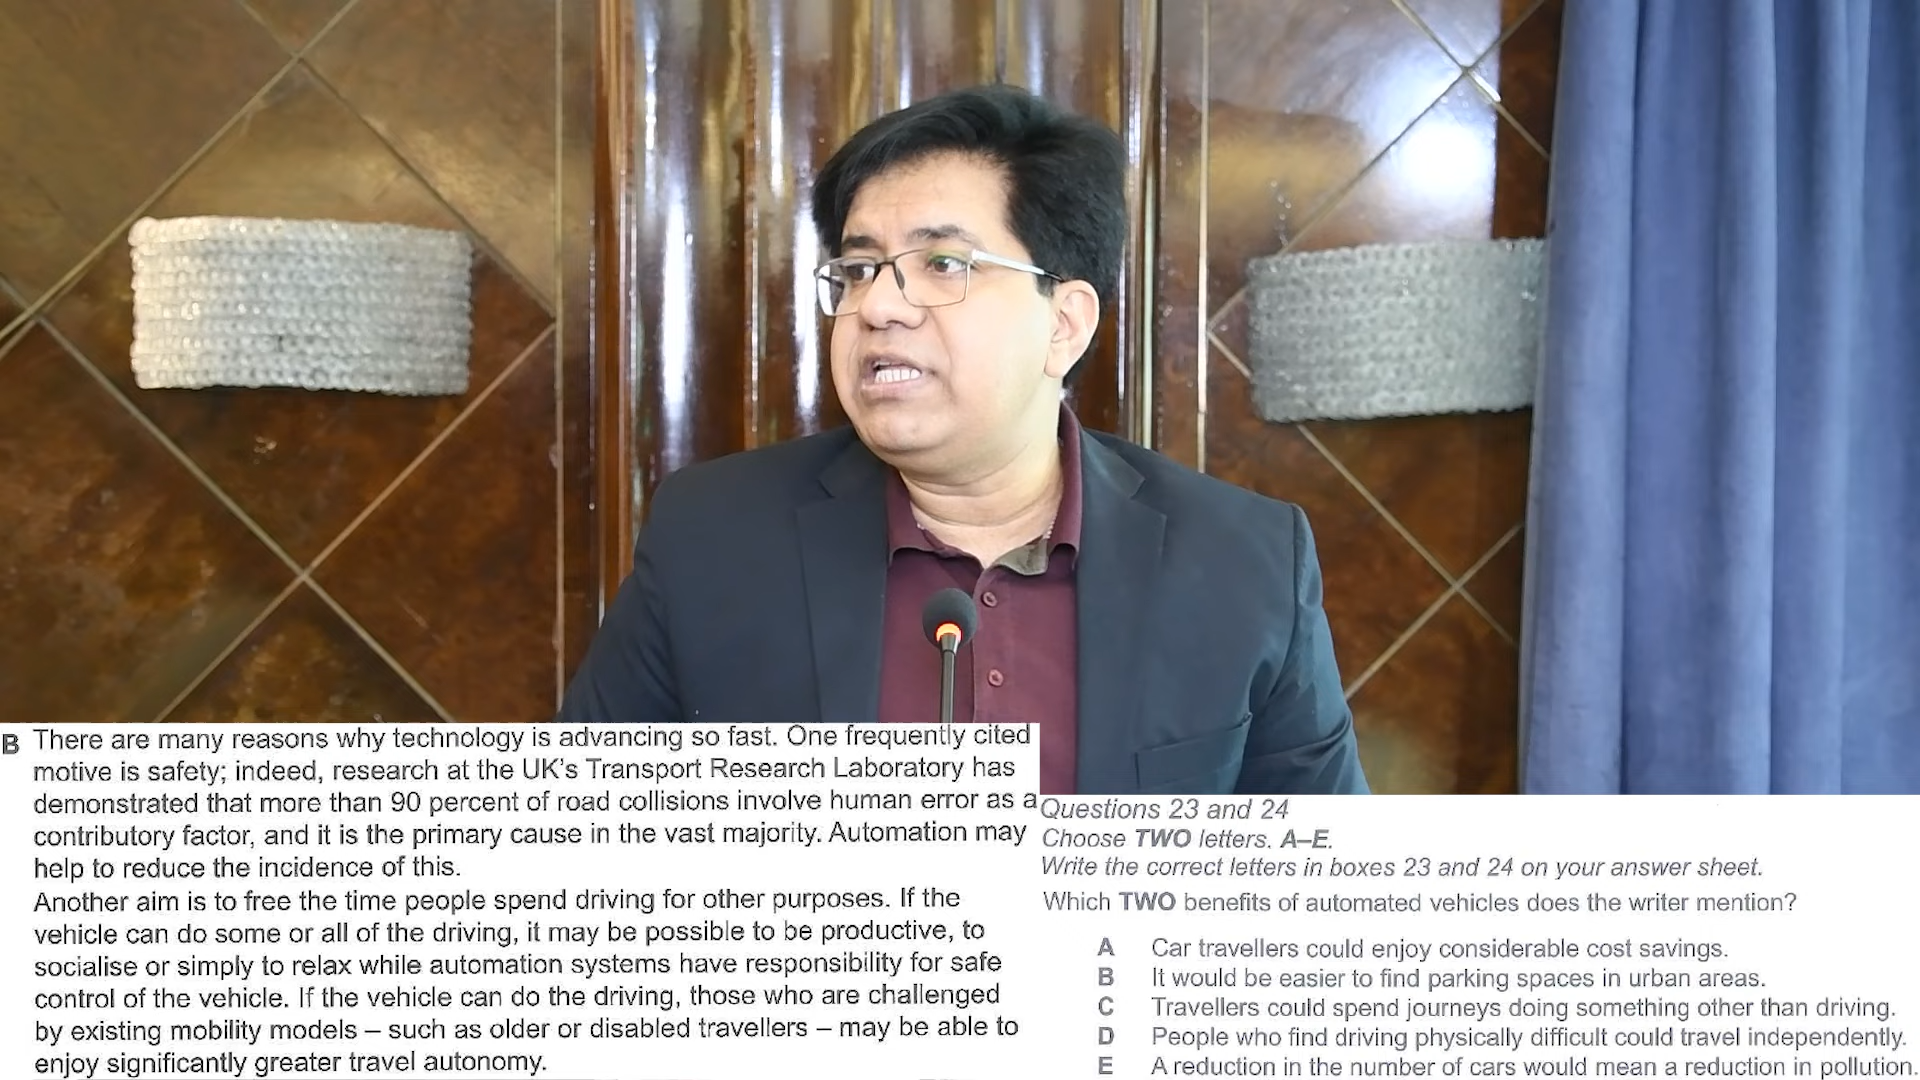 B There are many reasons why technology is advancing so fast. One frequently cited
motive is safety; indeed, research at the UK's Transport Research Laboratory has
demonstrated that more than 90 percent of road collisions involve human error as a
contributory factor, and it is the primary cause in the vast majority. Automation may
help to reduce the incidence of this.
Another aim is to free the time people spend driving for other purposes. If the
vehicle can do some or all of the driving, it may be possible to be productive, to
socialise or simply to relax while automation systems have responsibility for safe
control of the vehicle. If the vehicle can do the driving, those who are challenged
by existing mobility models – such as older or disabled travellers – may be able to
enjoy significantly greater travel autonomy.
Questions 23 and 24
Choose TWO letters, A–E.
Write the correct letters in boxes 23 and 24 on your answer sheet.
Which TWO benefits of automated vehicles does the writer mention?
A Car travellers could enjoy considerable cost savings.
B It would be easier to find parking spaces in urban areas.
C Travellers could spend journeys doing something other than driving.
D People who find driving physically difficult could travel independently.
E A reduction in the number of cars would mean a reduction in pollution.